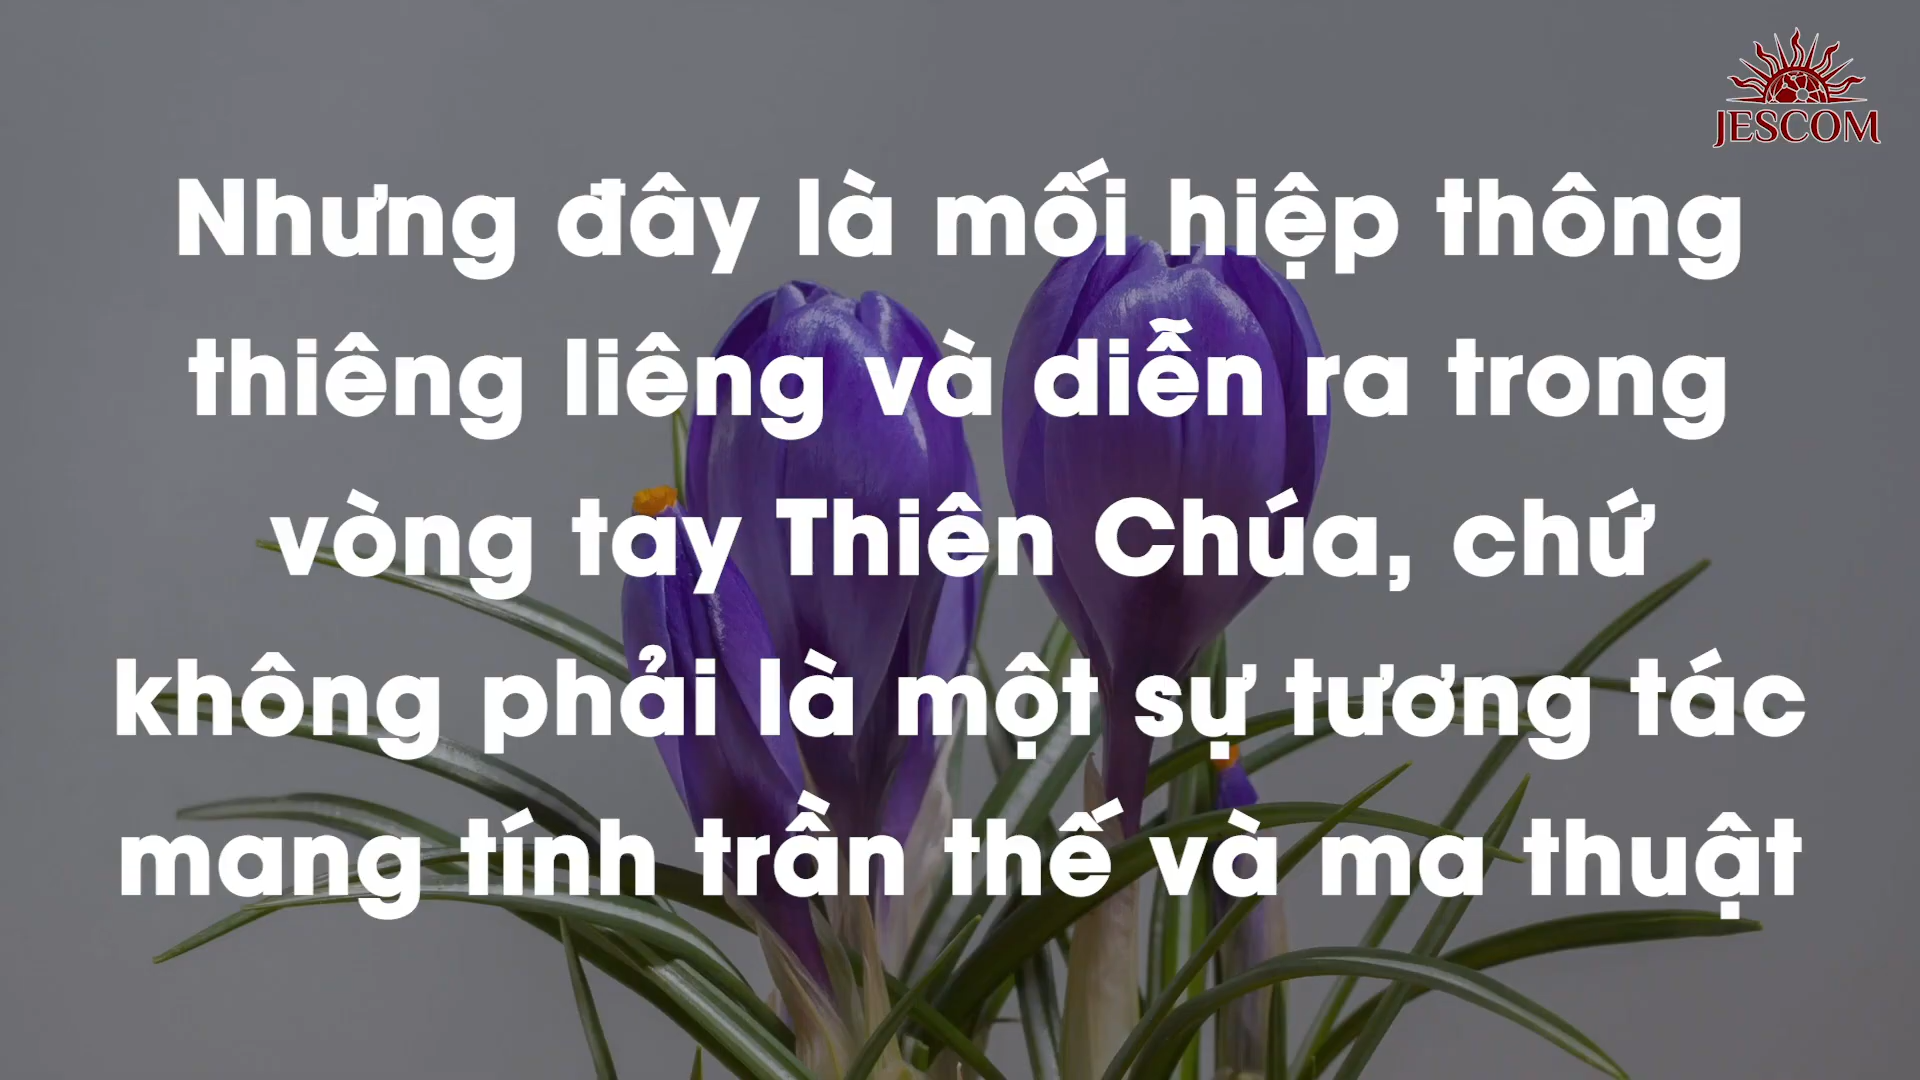 JESCOM
Nhưng đây là mối hiệp thông
thiêng liêng và diễn ra trong
vòng tay Thiên Chúa, chứ
không phải là một sự tương tác
mang tính trần thế và ma thuật